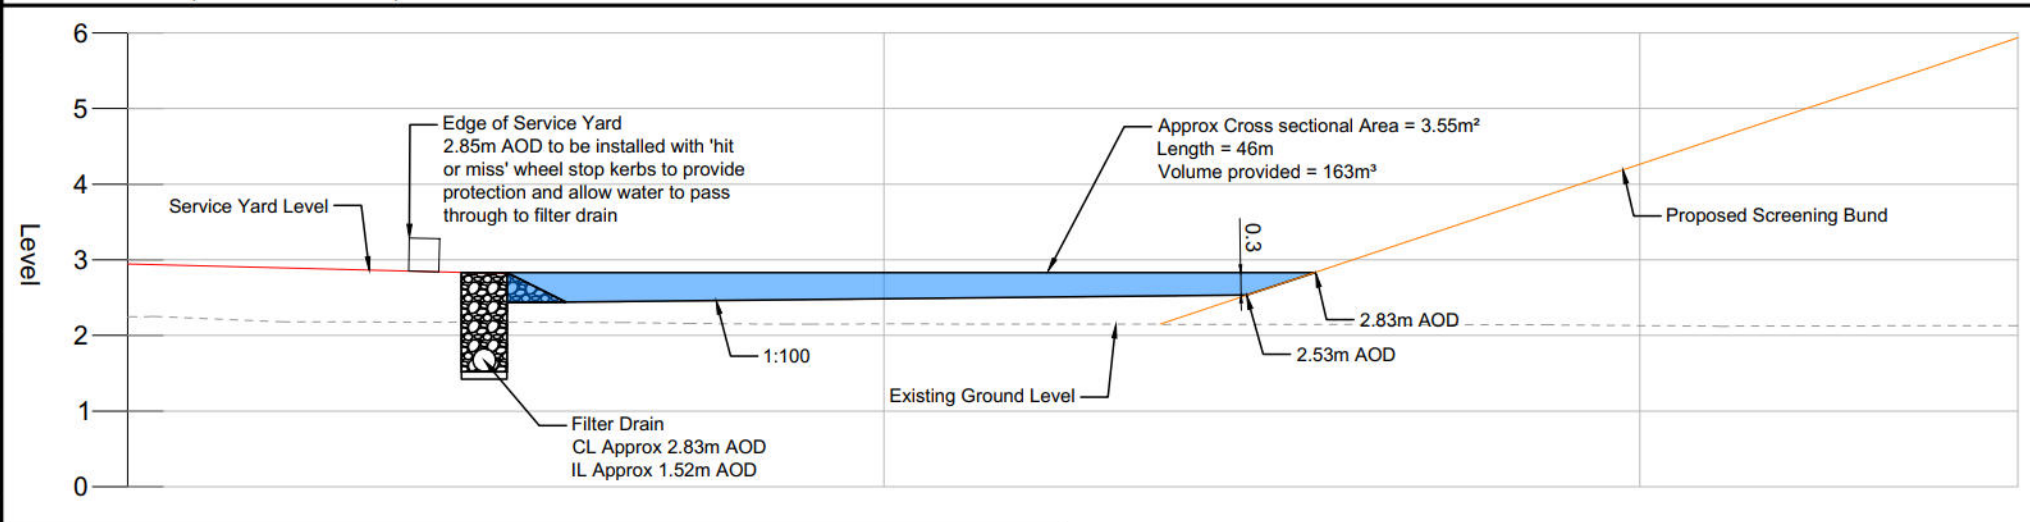 6
5
4
3
2
1
0
Level
Edge of Service Yard
2.85m AOD to be installed with 'hit
or miss' wheel stop kerbs to provide
protection and allow water to pass
through to filter drain
Service Yard Level
Approx Cross sectional Area = 3.55m²
Length = 46m
Volume provided = 163m³
0.3
Proposed Screening Bund
2.83m AOD
2.53m AOD
1:100
Existing Ground Level
Filter Drain
CL Approx 2.83m AOD
IL Approx 1.52m AOD